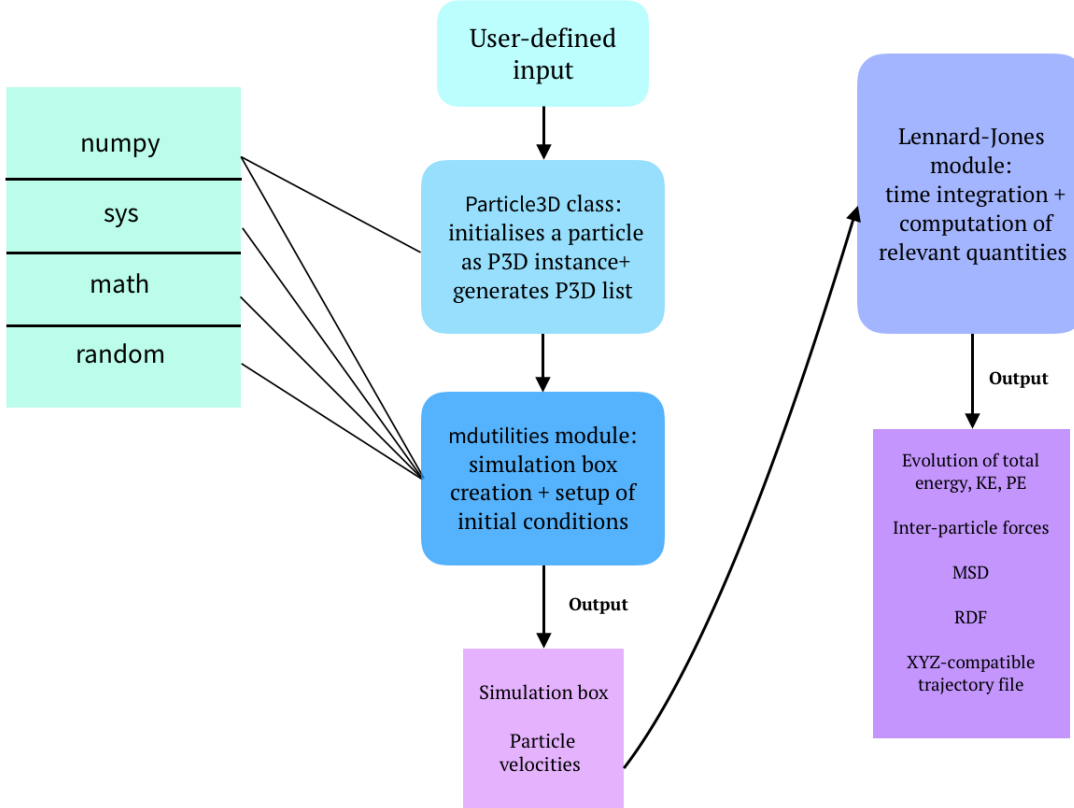 User-defined
input
numpy
sys
math
random
Particle3D class:
initialises a particle
as P3D instance+
generates P3D list
mdutilities module:
simulation box
creation + setup of
initial conditions
Output
Simulation box
Particle
velocities
Lennard-Jones
module:
time integration +
computation of
relevant quantities
Output
Evolution of total
energy, KE, PE
Inter-particle forces
MSD
RDF
XYZ-compatible
trajectory file